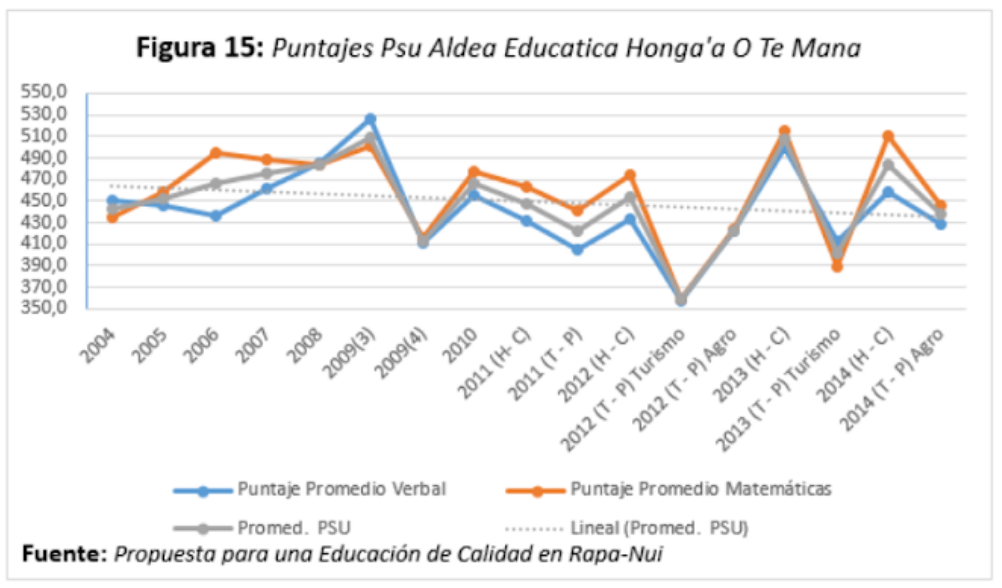 Figura 15: Puntajes Psu Aldea Educatica Honga'a O Te Mana
550,0
530,0
510,0
490,0
470,0
450,0
430,0
410,0
390,0
370,0
350,0
2004
2005
2006
2007
2008
2009(3)
2009(4)
2010
2011 (H- C)
2011 (T - P)
2012 (H - C)
2012 (T - P) Turismo
2012 (T - P) Agro
2013 (H - C)
2013 (T - P) Turismo
2014 (H - C)
2014 (T - P) Agro
Puntaje Promedio Verbal
Puntaje Promedio Matemáticas
Promed. PSU
Lineal (Promed. PSU)
Fuente: Propuesta para una Educación de Calidad en Rapa-Nui